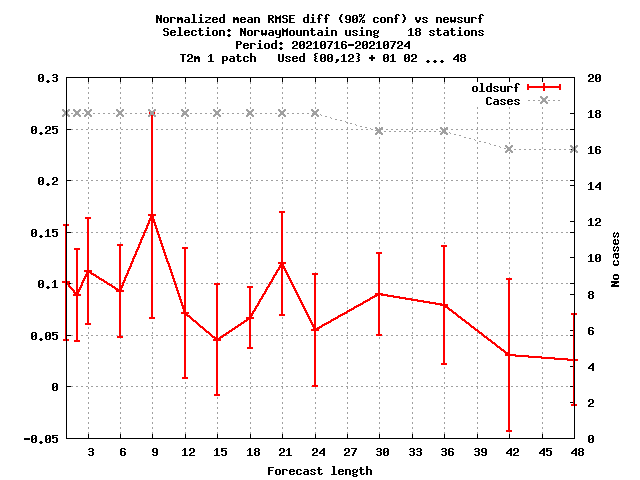 Normalized mean RMSE diff (90% conf) vs newsurf
Selection: NorwayMountain using    18 stations
Period: 20210716-20210724
T2m 1 patch   Used {00,12} + 01 02 ... 48
0.3
0.25
0.2
0.15
0.1
0.05
0
-0.05
20
18
16
14
12
10
8
6
4
2
0
oldsurf
Cases
No cases
3 6 9 12 15 18 21 24 27 30 33 36 39 42 45 48
Forecast length